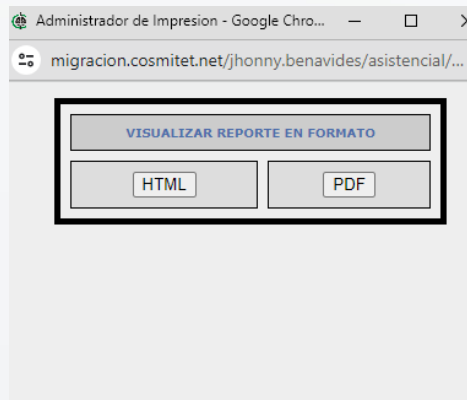 Administrador de Impresion - Google Chro...
migracion.cosmitet.net/jhonny.benavides/asistencial/...
VISUALIZAR REPORTE EN FORMATO
HTML PDF